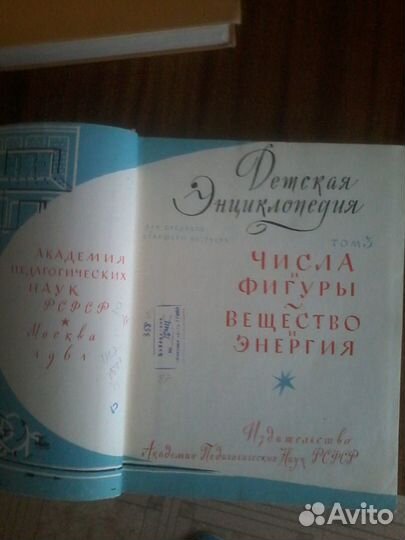 АКАДЕМИЯ
ПЕДАГОГИЧЕСКИХ
НАУК
РСФСР
Москва
1961
Детская
Энциклопедия
ДЛЯ СРЕДНЕГО
И СТАРШЕГО ВОЗРАСТА
ТОМ 3
ЧИСЛА
И
ФИГУРЫ
ВЕЩЕСТВО
И
ЭНЕРГИЯ
358
Издательство
Академии Педагогических Наук РСФСР
Avito